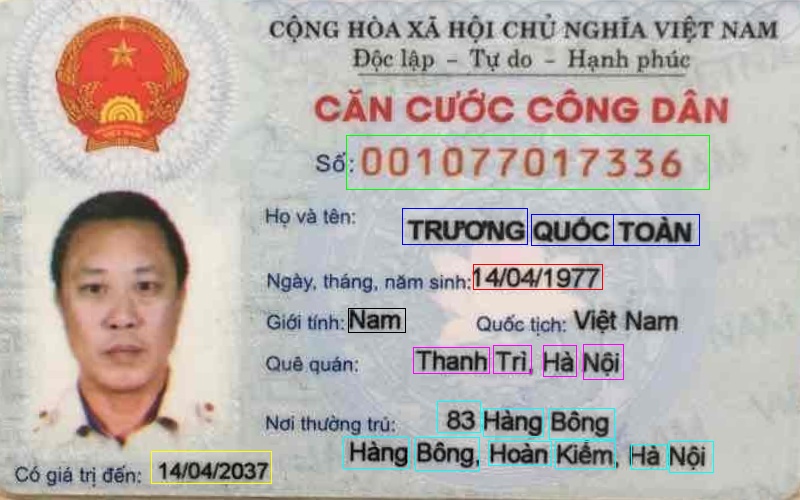 CỘNG HÒA XÃ HỘI CHỦ NGHĨA VIỆT NAM
Độc lập - Tự do - Hạnh phúc
CĂN CƯỚC CÔNG DÂN
Số: 001077017336
Họ và tên: TRƯƠNG QUỐC TOÀN
Ngày, tháng, năm sinh: 14/04/1977
Giới tính: Nam Quốc tịch: Việt Nam
Quê quán: Thanh Trì, Hà Nội
Nơi thường trú: 83 Hàng Bông
Hàng Bông, Hoàn Kiếm, Hà Nội
Có giá trị đến: 14/04/2037